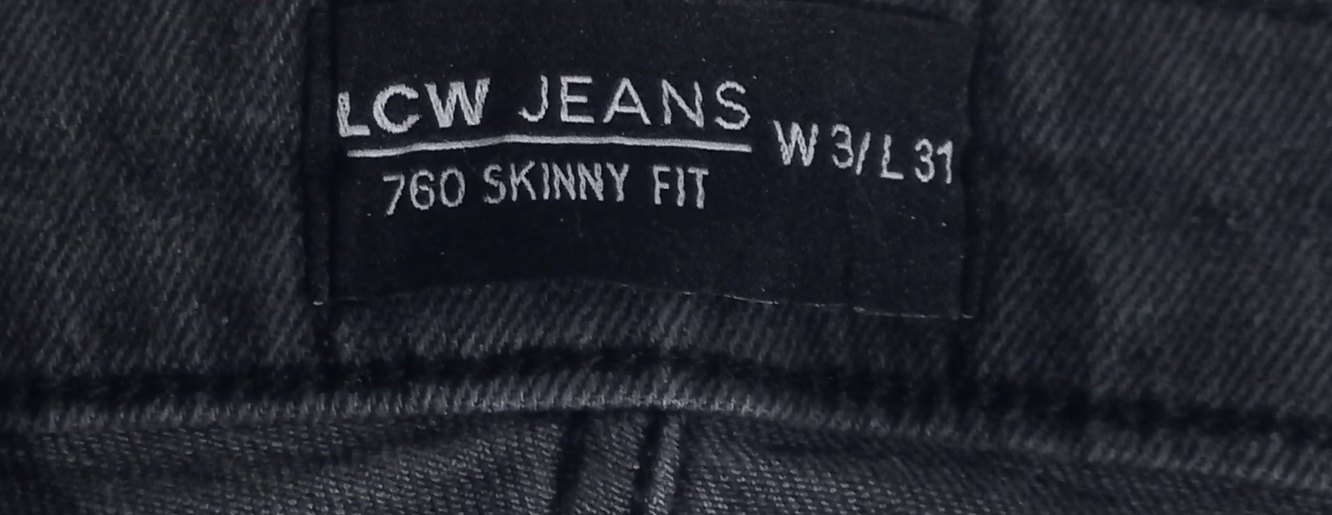 LCW JEANS
760 SKINNY FIT
W 3/L 31